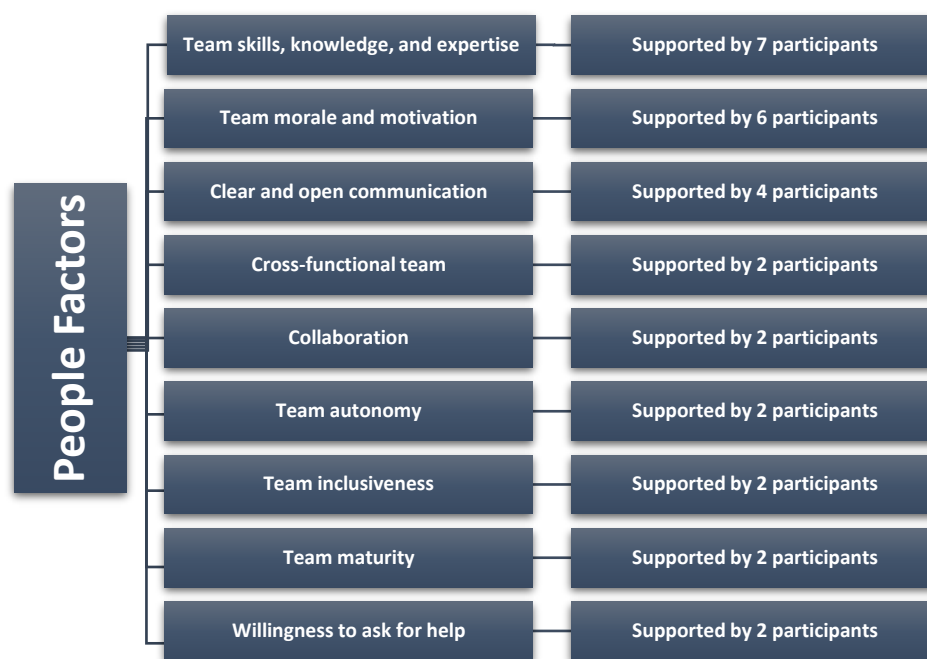 People Factors
Team skills, knowledge, and expertise
Supported by 7 participants
Team morale and motivation
Supported by 6 participants
Clear and open communication
Supported by 4 participants
Cross-functional team
Supported by 2 participants
Collaboration
Supported by 2 participants
Team autonomy
Supported by 2 participants
Team inclusiveness
Supported by 2 participants
Team maturity
Supported by 2 participants
Willingness to ask for help
Supported by 2 participants